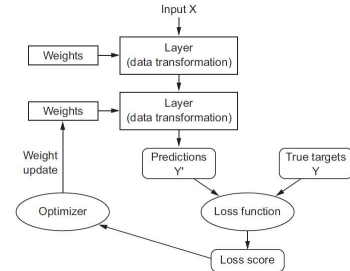 Input X
Layer
(data transformation)
Weights
Layer
(data transformation)
Weights
Weight
update
Predictions
Y'
True targets
Y
Optimizer
Loss function
Loss score